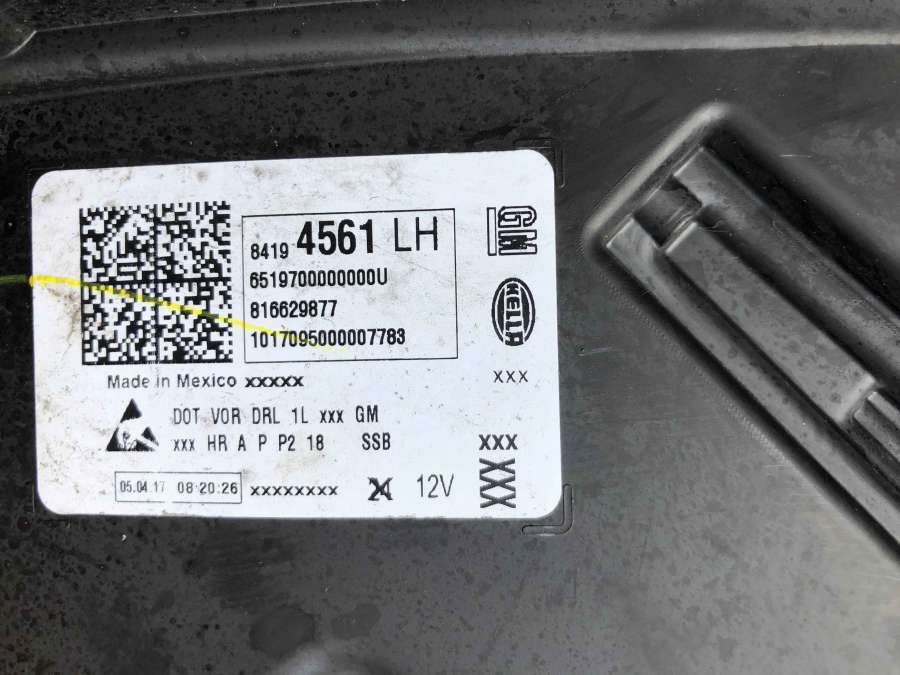 8419 4561 LH
6519700000000U
816629877
1017095000007783
GM
HELLA
Made in Mexico xxxxx
xxx
DOT VOR DRL 1L xxx GM
xxx HR A P P2 18 SSB
xxx
05.04.17 08:20:26 xxxxxxxx 12V
XXX